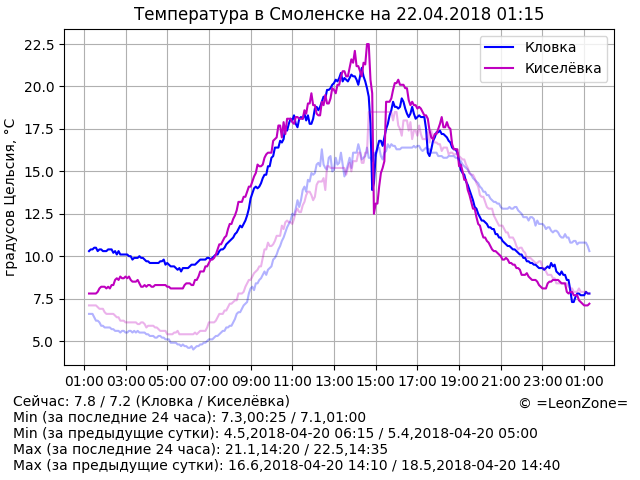 Температура в Смоленске на 22.04.2018 01:15
градусов Цельсия, °C
22.5
20.0
17.5
15.0
12.5
10.0
7.5
5.0
Кловка
Киселёвка
01:00 03:00 05:00 07:00 09:00 11:00 13:00 15:00 17:00 19:00 21:00 23:00 01:00
Сейчас: 7.8 / 7.2 (Кловка / Киселёвка)
© =LeonZone=
Min (за последние 24 часа): 7.3,00:25 / 7.1,01:00
Min (за предыдущие сутки): 4.5,2018-04-20 06:15 / 5.4,2018-04-20 05:00
Max (за последние 24 часа): 21.1,14:20 / 22.5,14:35
Max (за предыдущие сутки): 16.6,2018-04-20 14:10 / 18.5,2018-04-20 14:40